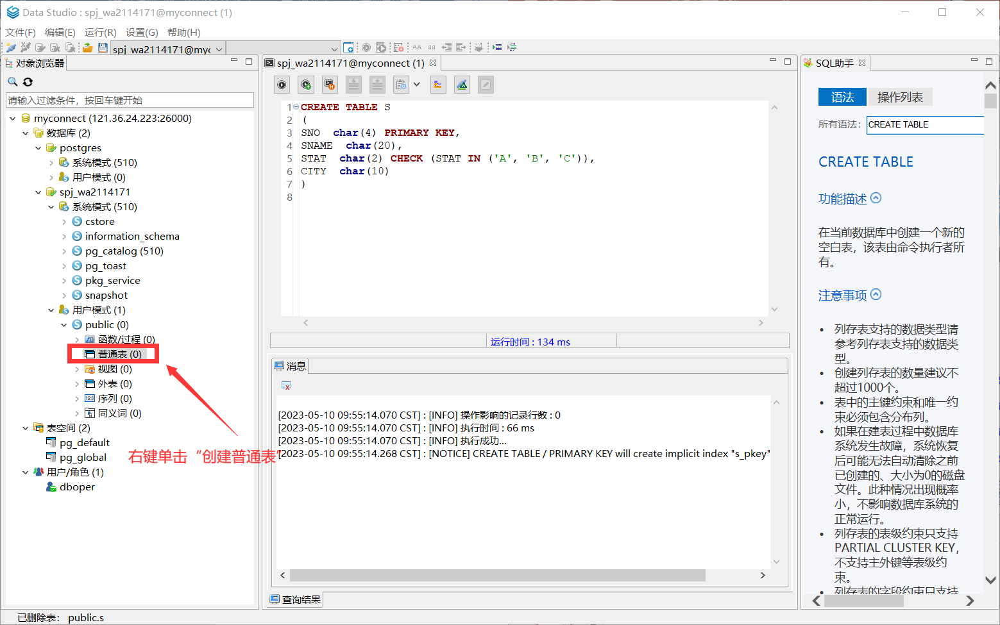 Data Studio : spj_wa2114171@myconnect (1)
文件(F) 编辑(E) 运行(R) 设置(G) 帮助(H)
spj_wa2114171@myc
AA aa
对象浏览器
请输入过滤条件，按回车键开始
myconnect (121.36.24.223:26000)
数据库 (2)
postgres
系统模式 (510)
用户模式 (0)
spj_wa2114171
系统模式 (510)
cstore
information_schema
pg_catalog (510)
pg_toast
pkg_service
snapshot
用户模式 (1)
public (0)
函数/过程 (0)
普通表 (0)
视图 (0)
外表 (0)
序列 (0)
同义词 (0)
表空间 (2)
pg_default
pg_global
用户/角色 (1)
dboper
右键单击“创建普通表”
spj_wa2114171@myconnect (1)
1 CREATE TABLE S
2 (
3 SNO char(4) PRIMARY KEY,
4 SNAME char(20),
5 STAT char(2) CHECK (STAT IN ('A', 'B', 'C')),
6 CITY char(10)
7 )
8
运行时间 : 134 ms
消息
[2023-05-10 09:55:14.070 CST] : [INFO] 操作影响的记录行数 : 0
[2023-05-10 09:55:14.070 CST] : [INFO] 执行时间 : 66 ms
[2023-05-10 09:55:14.070 CST] : [INFO] 执行成功...
[2023-05-10 09:55:14.268 CST] : [NOTICE] CREATE TABLE / PRIMARY KEY will create implicit index "s_pkey"
查询结果
SQL助手
语法 操作列表
所有语法: CREATE TABLE
CREATE TABLE
功能描述
在当前数据库中创建一个新的
空白表，该表由命令执行者所
有。
注意事项
• 列存表支持的数据类型请
参考列存表支持的数据类
型。
• 创建列存表的数量建议不
超过1000个。
• 表中的主键约束和唯一约
束必须包含分布列。
• 如果在建表过程中数据库
系统发生故障，系统恢复
后可能无法自动清除之前
已创建的、大小为0的磁盘
文件。此种情况出现概率
小，不影响数据库系统的
正常运行。
• 列存表的表级约束只支持
PARTIAL CLUSTER KEY，
不支持主外键等表级约
束。
• 列存表的字段约束只支持
已删除表： public.s